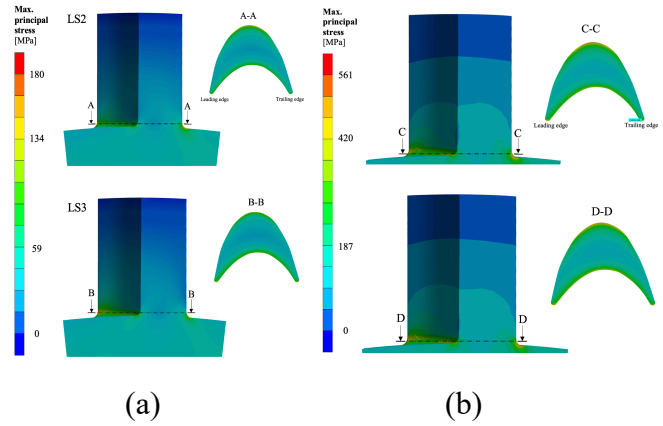 Max.
principal
stress
[MPa]
180
134
59
0
LS2
A-A
A
A
Leading edge
Trailing edge
LS3
B-B
B
B
(a)
Max.
principal
stress
[MPa]
561
420
187
0
C-C
C
C
Leading edge
Trailing edge
D-D
D
D
(b)